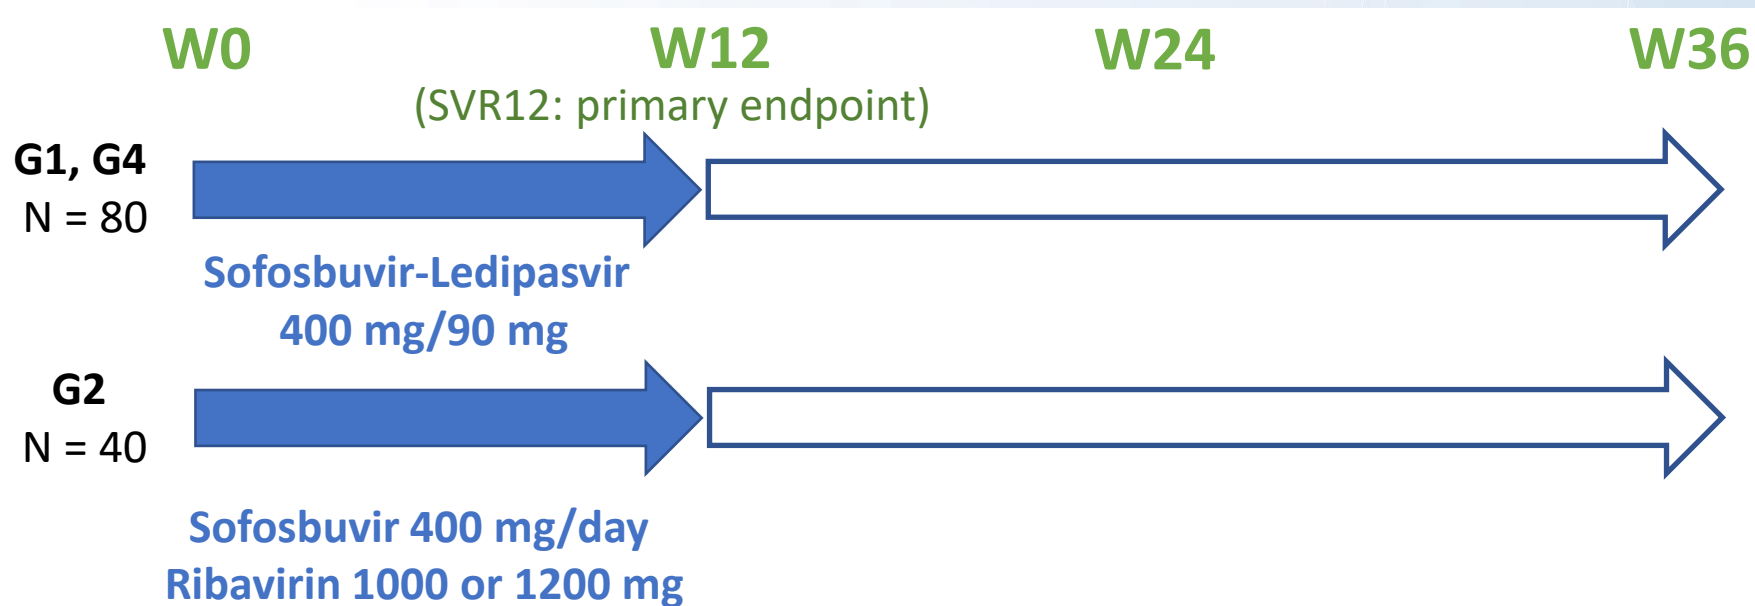 W0 W12 W24 W36
(SVR12: primary endpoint)
G1, G4
N = 80
Sofosbuvir-Ledipasvir
400 mg/90 mg
G2
N = 40
Sofosbuvir 400 mg/day
Ribavirin 1000 or 1200 mg